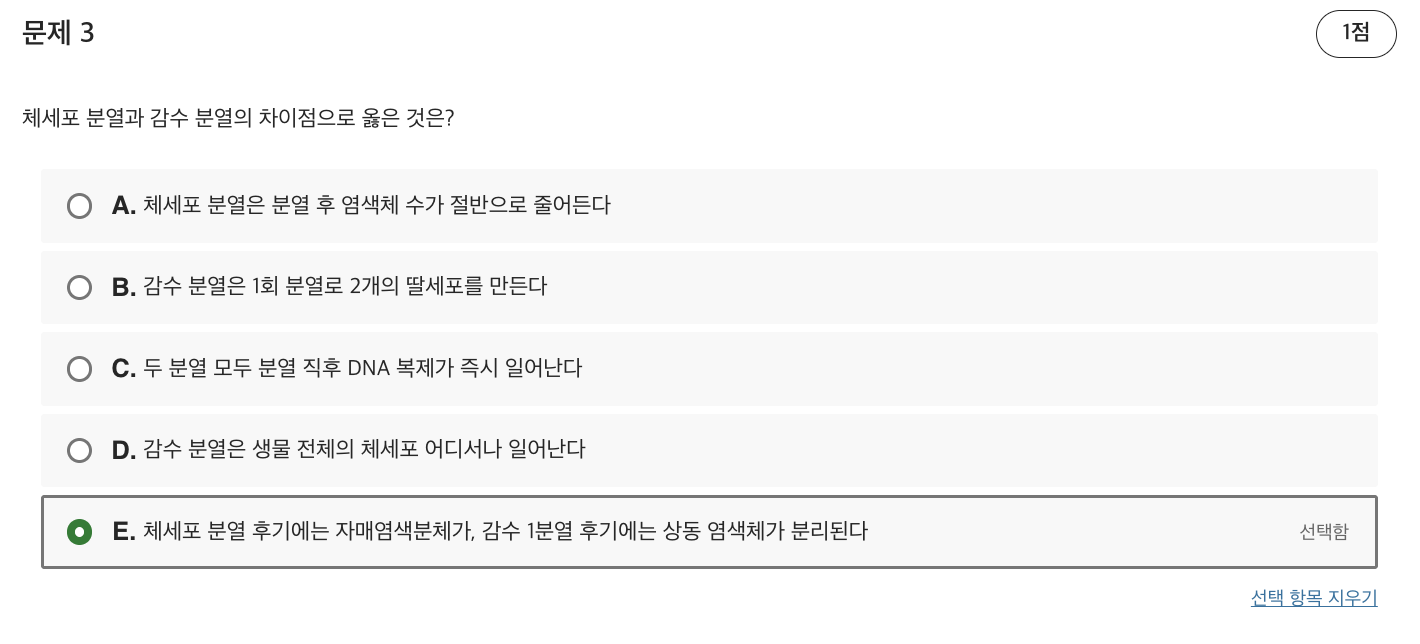 문제 3
1점
체세포 분열과 감수 분열의 차이점으로 옳은 것은?
A. 체세포 분열은 분열 후 염색체 수가 절반으로 줄어든다
B. 감수 분열은 1회 분열로 2개의 딸세포를 만든다
C. 두 분열 모두 분열 직후 DNA 복제가 즉시 일어난다
D. 감수 분열은 생물 전체의 체세포 어디서나 일어난다
E. 체세포 분열 후기에는 자매염색분체가, 감수 1분열 후기에는 상동 염색체가 분리된다
선택함
선택 항목 지우기